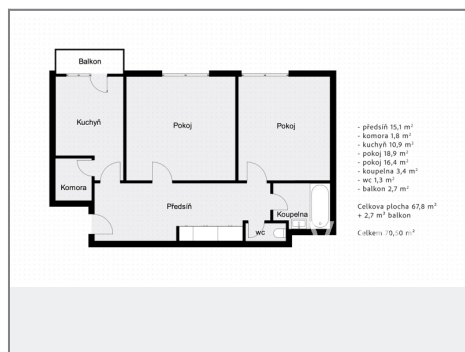 Balkon
Kuchyň
Pokoj
Pokoj
Komora
Předsíň
Koupelna
wc
- předsíň 15,1 m²
- komora 1,8 m²
- kuchyň 10,9 m²
- pokoj 18,9 m²
- pokoj 16,4 m²
- koupelna 3,4 m²
- wc 1,3 m²
- balkon 2,7 m²
Celkova plocha 67,8 m²
+ 2,7 m² balkon
Celkem 70,50 m²